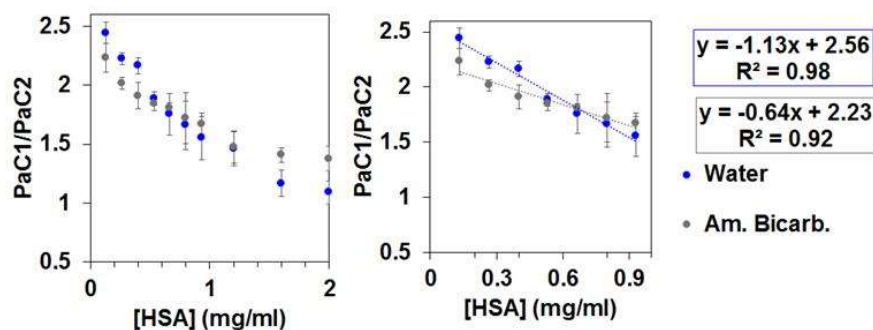 PaC1/PaC2
2.5
2
1.5
1
0.5
0
1
2
[HSA] (mg/ml)
PaC1/PaC2
2.5
2
1.5
1
0.5
0
0.3
0.6
0.9
[HSA] (mg/ml)
y = -1.13x + 2.56
R² = 0.98
y = -0.64x + 2.23
R² = 0.92
Water
Am. Bicarb.